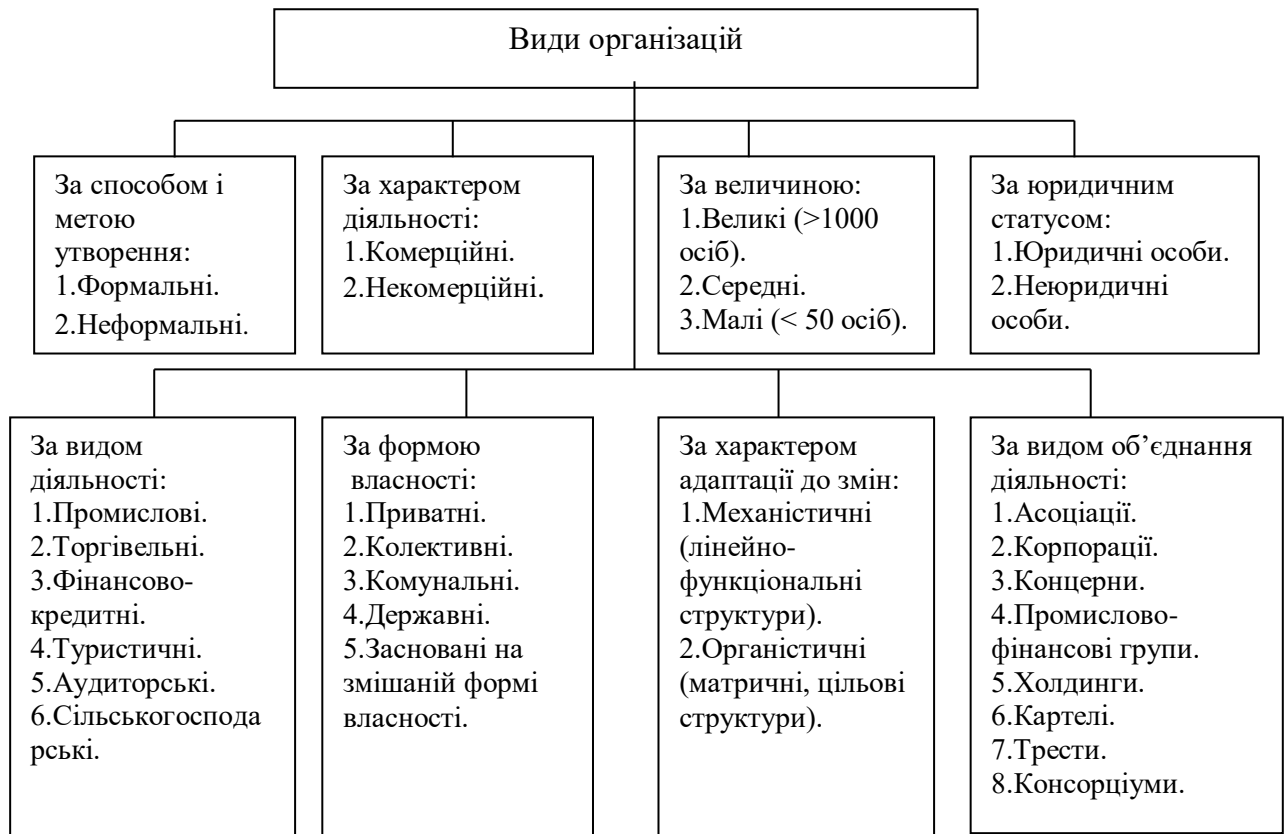 Види організацій
За способом і
метою
утворення:
1.Формальні.
2.Неформальні.
За характером
діяльності:
1.Комерційні.
2.Некомерційні.
За величиною:
1.Великі (>1000
осіб).
2.Середні.
3.Малі (< 50 осіб).
За юридичним
статусом:
1.Юридичні особи.
2.Неюридичні
особи.
За видом
діяльності:
1.Промислові.
2.Торгівельні.
3.Фінансово-
кредитні.
4.Туристичні.
5.Аудиторські.
6.Сільськогоспода
рські.
За формою
власності:
1.Приватні.
2.Колективні.
3.Комунальні.
4.Державні.
5.Засновані на
змішаній формі
власності.
За характером
адаптації до змін:
1.Механістичні
(лінейно-
функціональні
структури).
2.Органістичні
(матричні, цільові
структури).
За видом об’єднання
діяльності:
1.Асоціації.
2.Корпорації.
3.Концерни.
4.Промислово-
фінансові групи.
5.Холдинги.
6.Картелі.
7.Трести.
8.Консорціуми.